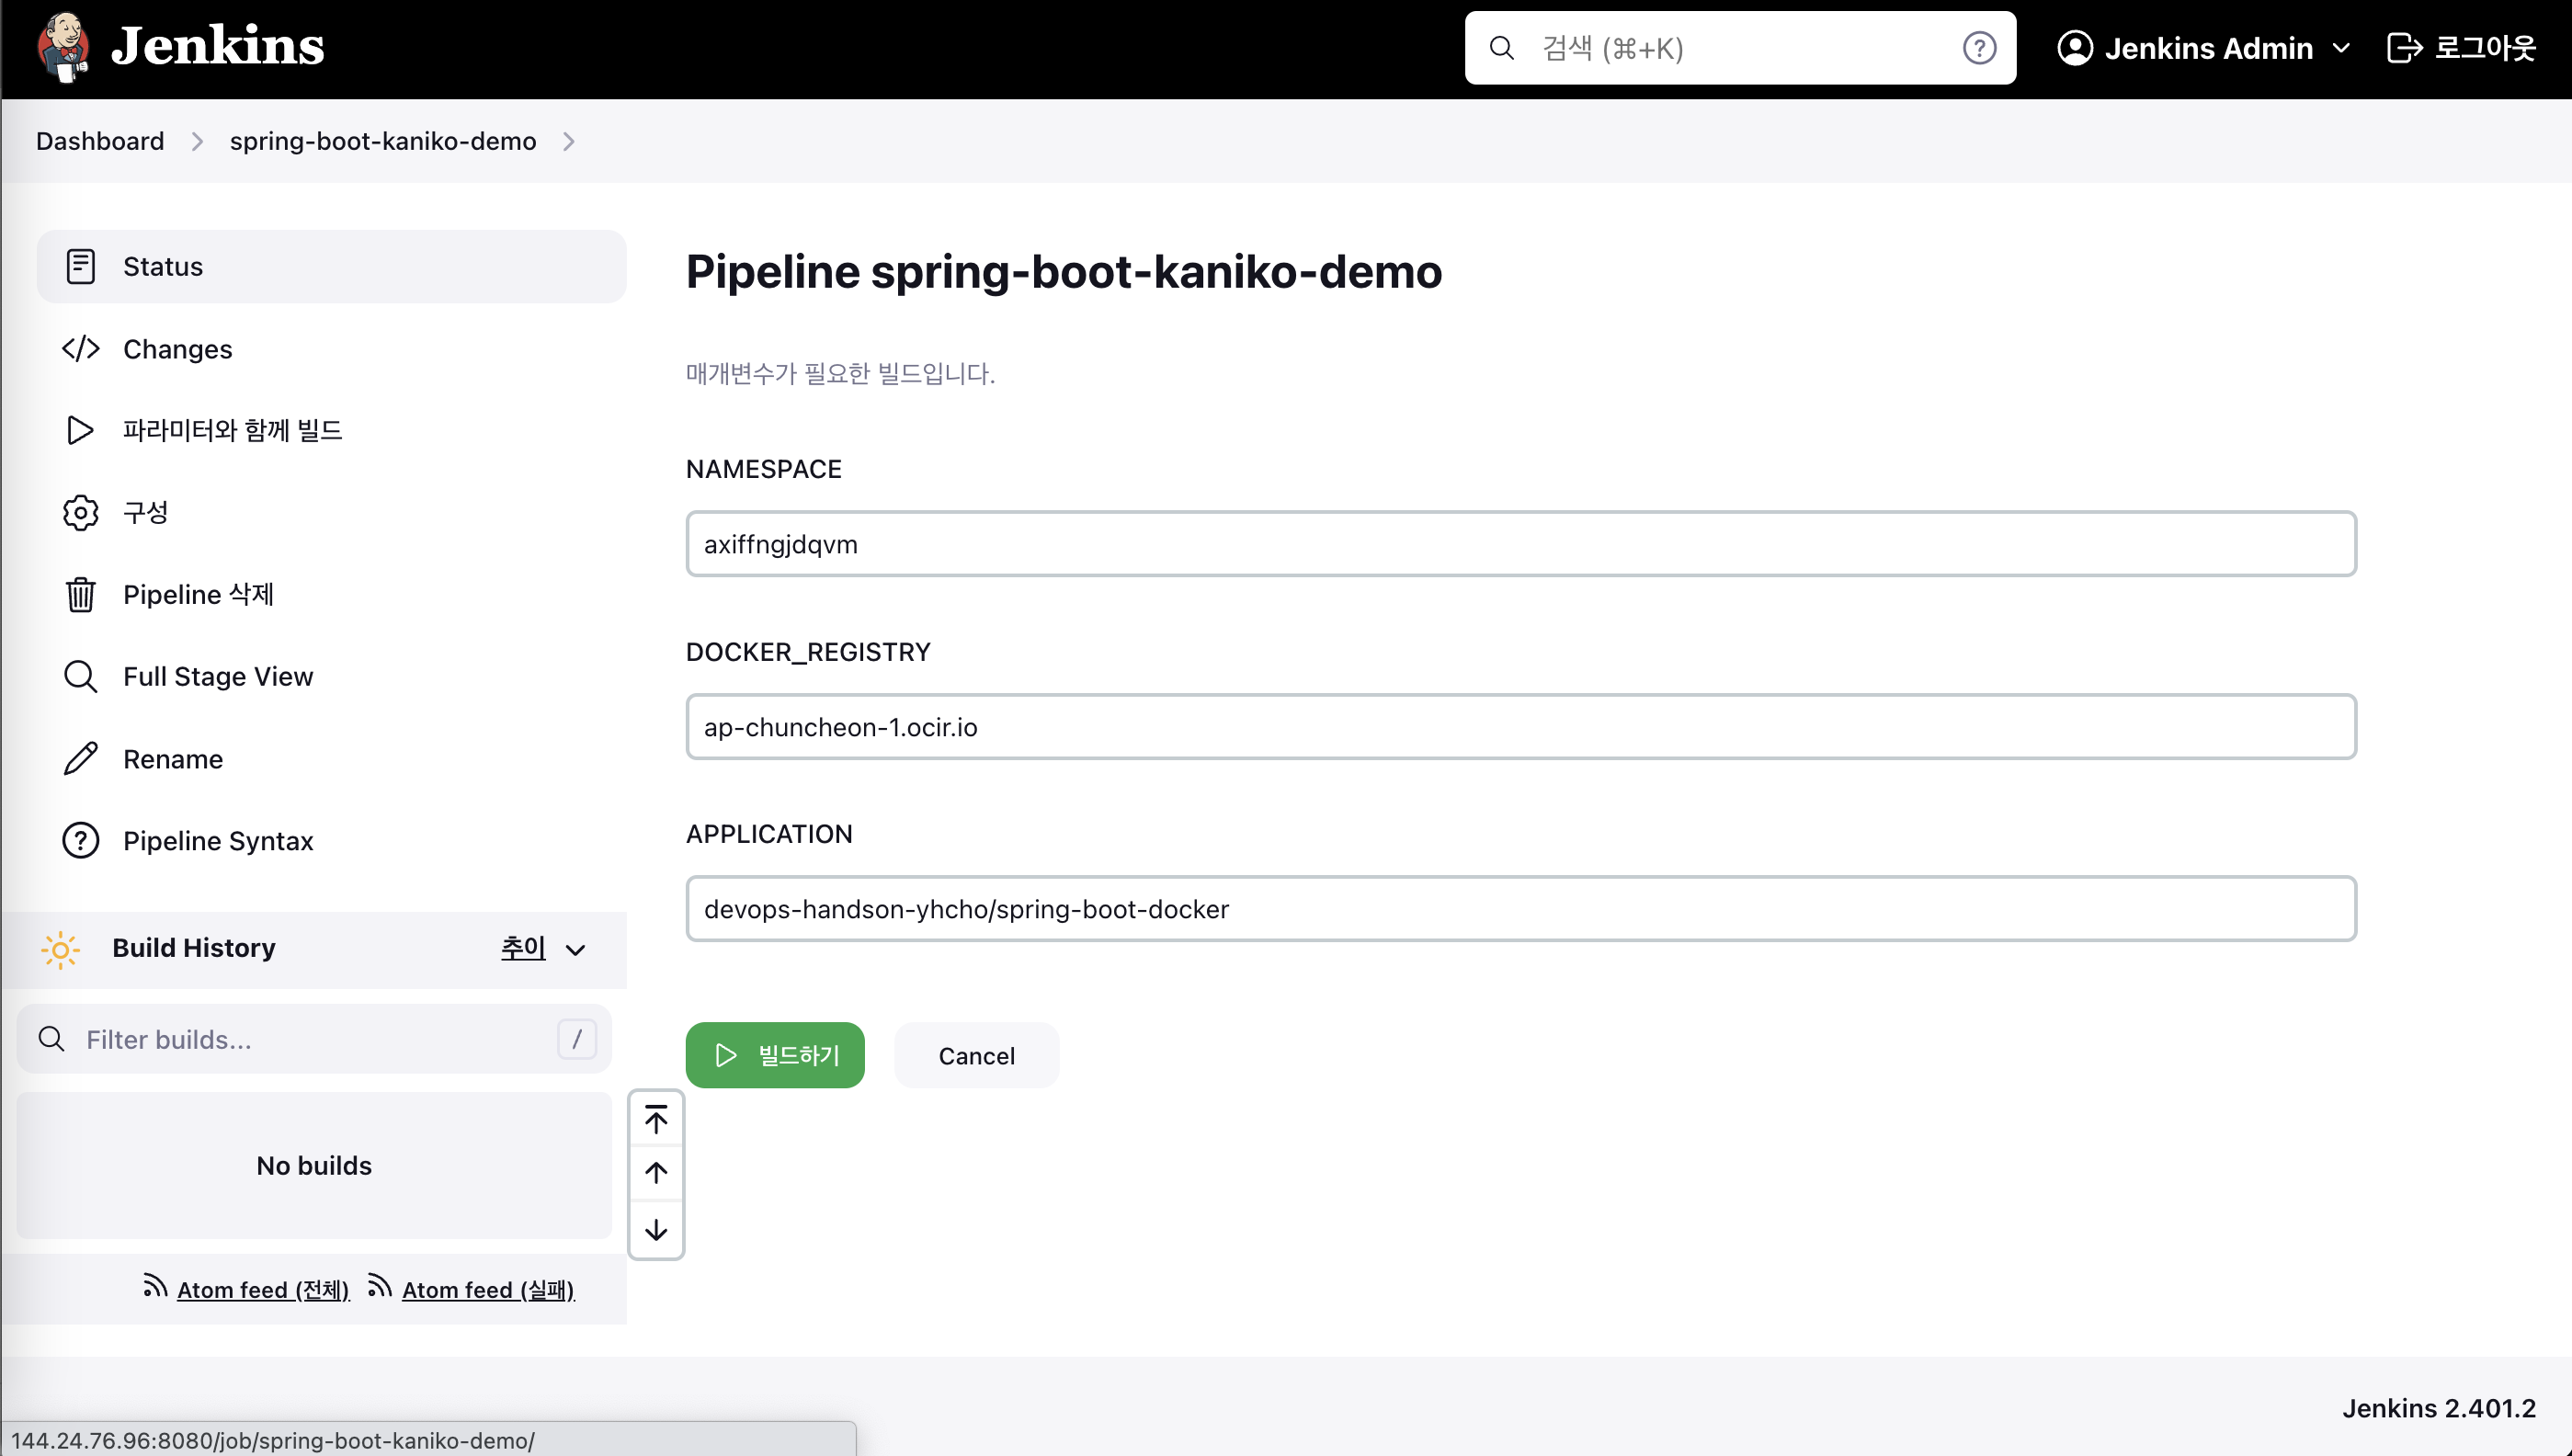 Jenkins
검색 (⌘+K)
Jenkins Admin
로그아웃
Dashboard
spring-boot-kaniko-demo
Status
Changes
파라미터와 함께 빌드
구성
Pipeline 삭제
Full Stage View
Rename
Pipeline Syntax
Build History
추이
Filter builds...
/
No builds
Atom feed (전체)
Atom feed (실패)
Pipeline spring-boot-kaniko-demo
매개변수가 필요한 빌드입니다.
NAMESPACE
axiffngjdqvm
DOCKER_REGISTRY
ap-chuncheon-1.ocir.io
APPLICATION
devops-handson-yhcho/spring-boot-docker
빌드하기
Cancel
Jenkins 2.401.2
144.24.76.96:8080/job/spring-boot-kaniko-demo/